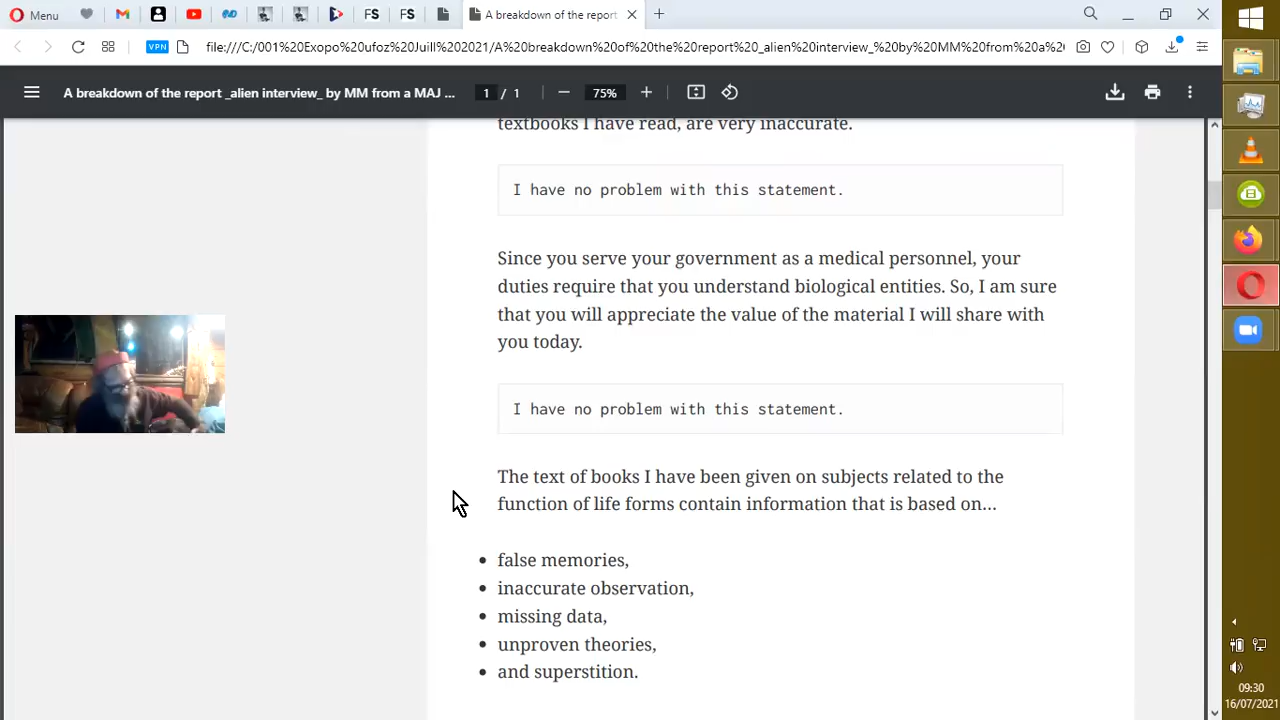 Menu
FS
FS
A breakdown of the report
VPN
file:///C:/001%20Exopo%20ufoz%20Juill%202021/A%20breakdown%20of%20the%20report%20_alien%20interview_%20by%20MM%20from%20a%2(
A breakdown of the report _alien interview_ by MM from a MAJ ...
1 / 1
75%
textbooks I have read, are very inaccurate.
I have no problem with this statement.
Since you serve your government as a medical personnel, your
duties require that you understand biological entities. So, I am sure
that you will appreciate the value of the material I will share with
you today.
I have no problem with this statement.
The text of books I have been given on subjects related to the
function of life forms contain information that is based on…
• false memories,
• inaccurate observation,
• missing data,
• unproven theories,
• and superstition.
09:30
16/07/2021